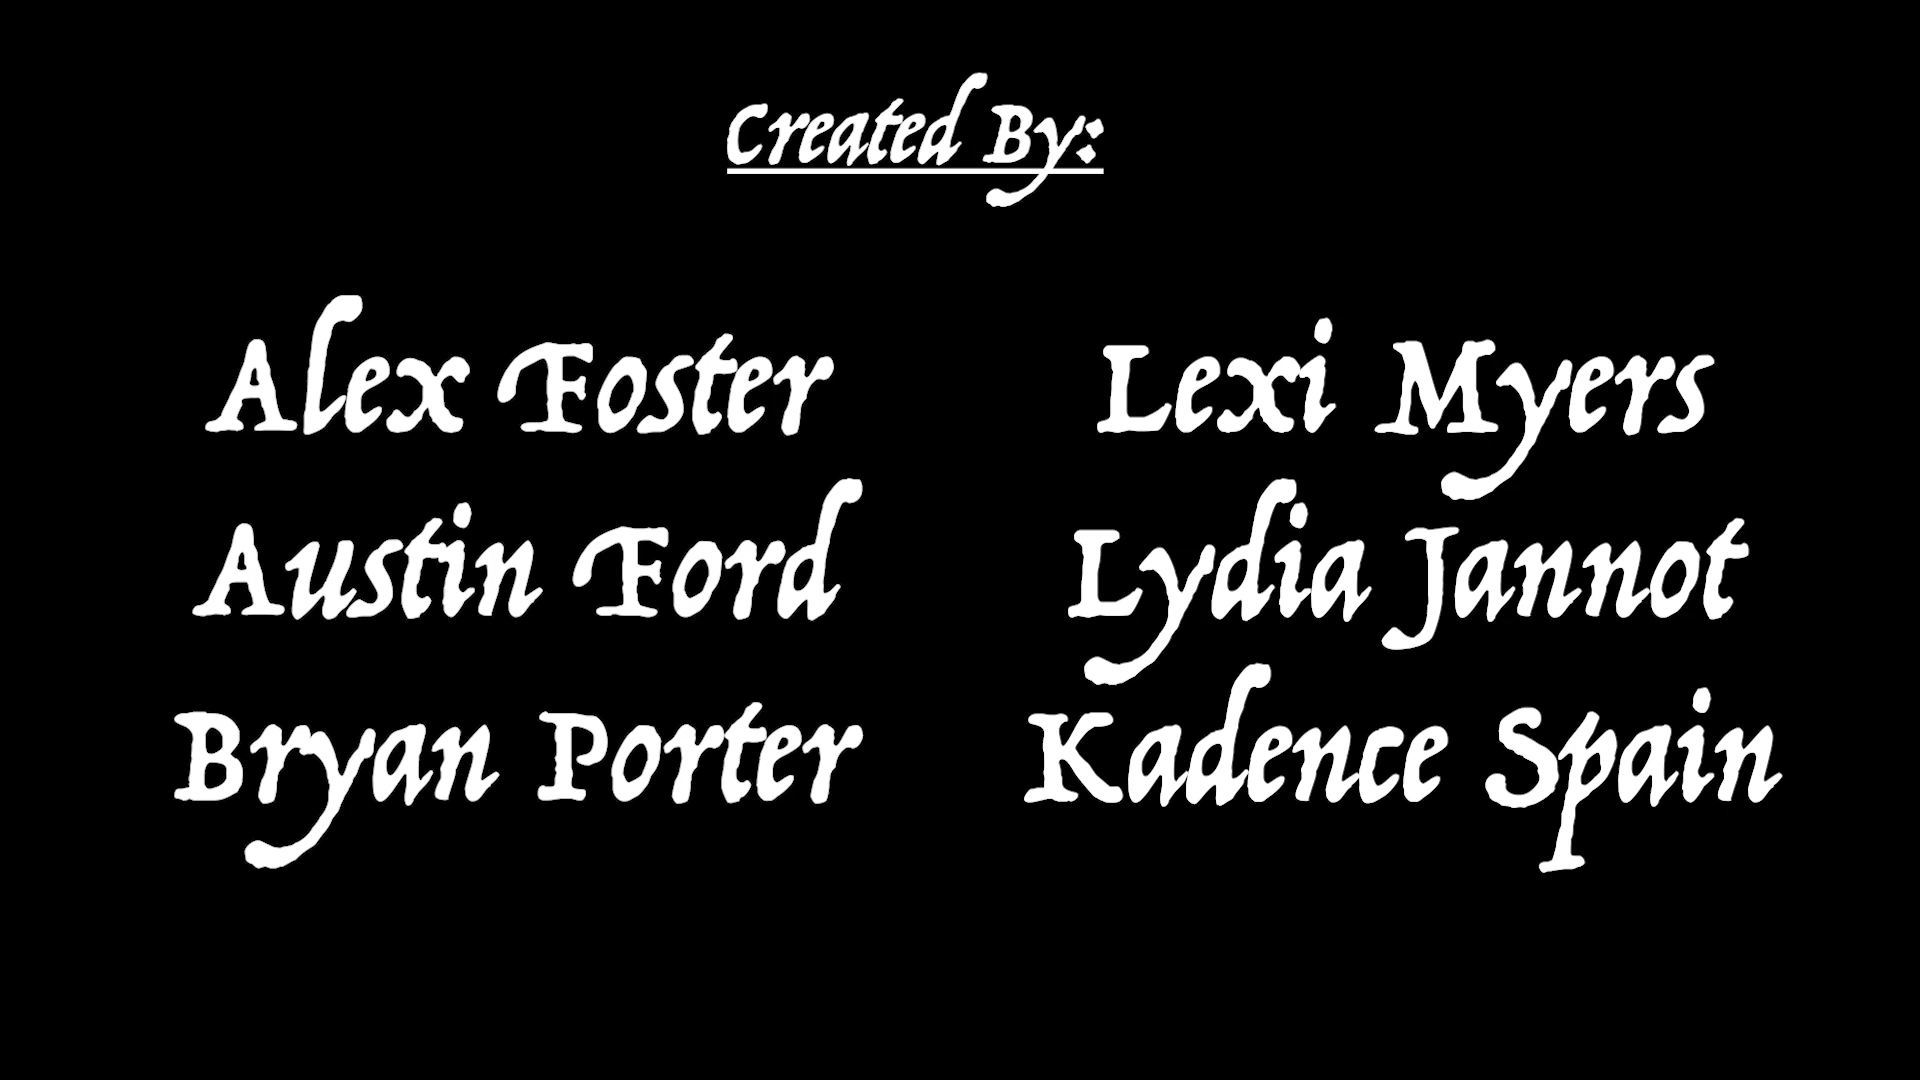 Created By:
Alex Foster
Lexi Myers
Austin Ford
Lydia Jannot
Bryan Porter
Kadence Spain